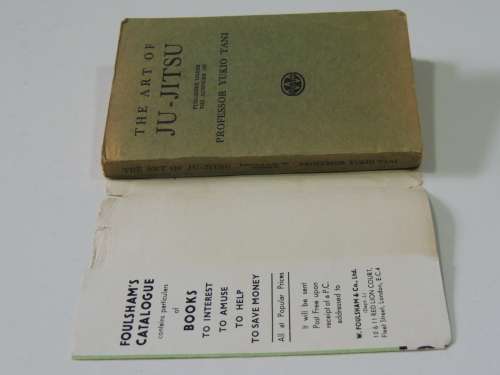 THE ART OF
JU-JITSU
PUBLISHED UNDER
THE AUSPICES OF
PROFESSOR YUKIO TANI
THE ART OF JU-JITSU
FOULSHAM'S
CATALOGUE
contains particulars
of
BOOKS
TO INTEREST
TO AMUSE
TO HELP
TO SAVE MONEY
All at Popular Prices
It will be sent
Post Free upon
receipt of a P.C.
addressed to
W. FOULSHAM & Co., Ltd.
10 & 11 RED LION COURT,
Fleet Street, London, E.C.4